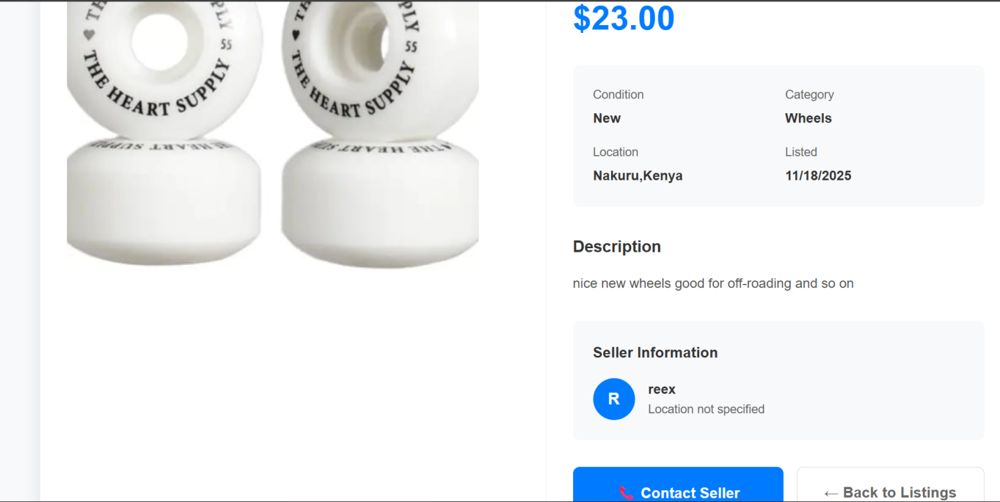 THE HEART SUPPLY 55
THE HEART SUPPLY 55
$23.00
Condition
Category
New
Wheels
Location
Listed
Nakuru,Kenya
11/18/2025
Description
nice new wheels good for off-roading and so on
Seller Information
R
reex
Location not specified
Contact Seller
← Back to Listings